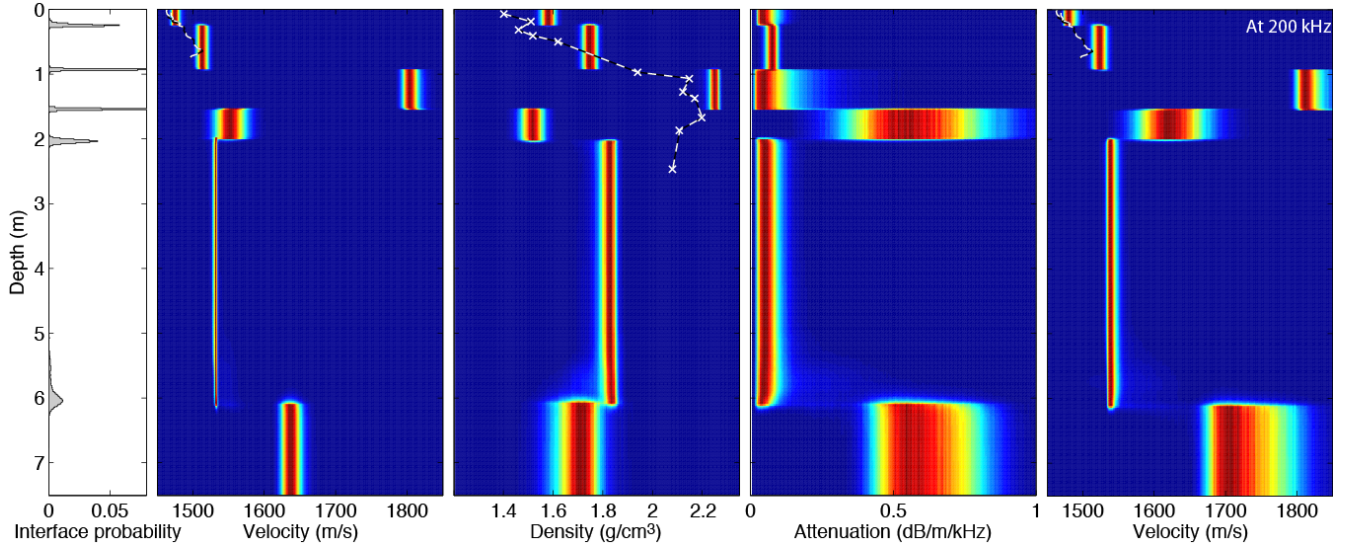 At 200 kHz
0
1
2
3
4
5
6
7
Depth (m)
0 0.05
1500 1600 1700 1800
1.4 1.6 1.8 2 2.2
0 0.5 1
1500 1600 1700 1800
Interface probability
Velocity (m/s)
Density (g/cm³)
Attenuation (dB/m/kHz)
Velocity (m/s)